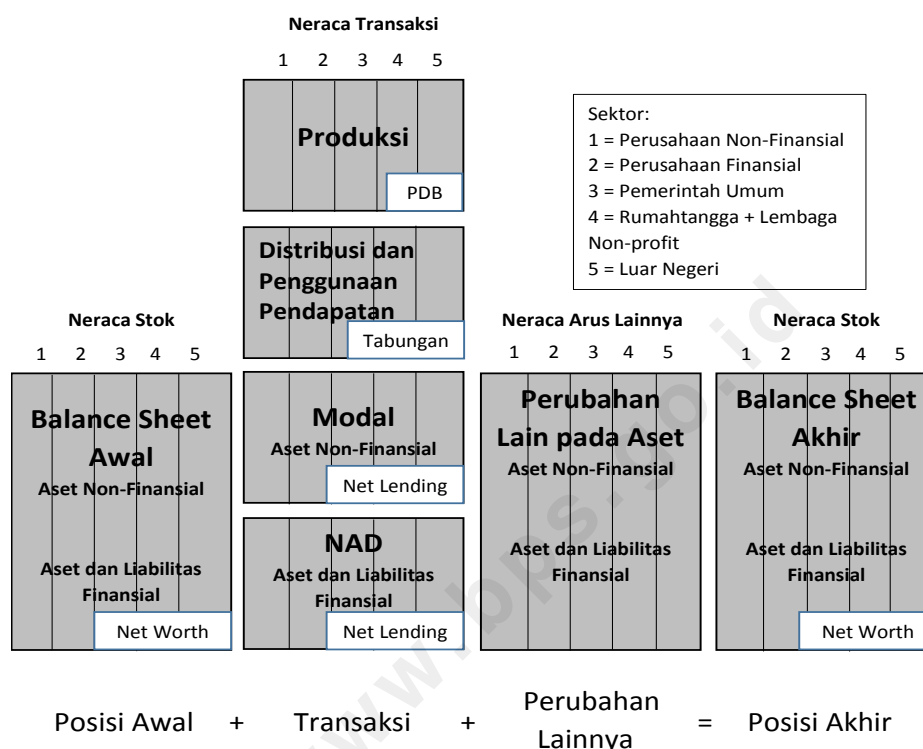 Neraca Transaksi
1 2 3 4 5
Produksi
PDB
Sektor:
1 = Perusahaan Non-Finansial
2 = Perusahaan Finansial
3 = Pemerintah Umum
4 = Rumahtangga + Lembaga
Non-profit
5 = Luar Negeri
Distribusi dan
Penggunaan
Pendapatan
Tabungan
Neraca Stok
1 2 3 4 5
Balance Sheet
Awal
Aset Non-Finansial
Aset dan Liabilitas
Finansial
Net Worth
Modal
Aset Non-Finansial
Net Lending
NAD
Aset dan Liabilitas
Finansial
Net Lending
Neraca Arus Lainnya
1 2 3 4 5
Perubahan
Lain pada Aset
Aset Non-Finansial
Aset dan Liabilitas
Finansial
Neraca Stok
1 2 3 4 5
Balance Sheet
Akhir
Aset Non-Finansial
Aset dan Liabilitas
Finansial
Net Worth
Posisi Awal + Transaksi + Perubahan
Lainnya = Posisi Akhir
www.bps.go.id